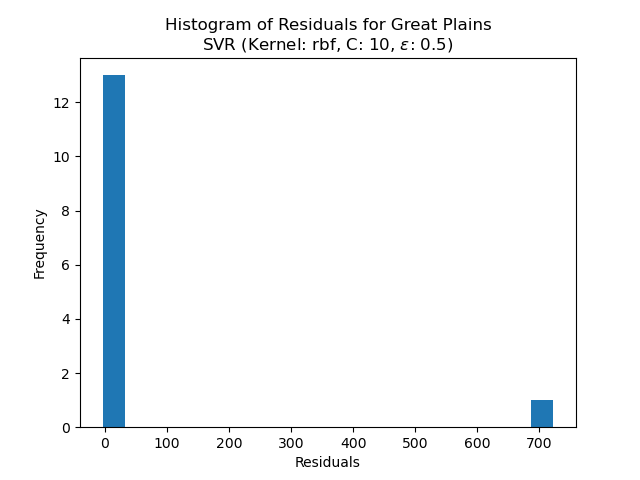 Histogram of Residuals for Great Plains
SVR (Kernel: rbf, C: 10, ε: 0.5)
12
10
8
6
4
2
0
Frequency
0 100 200 300 400 500 600 700
Residuals